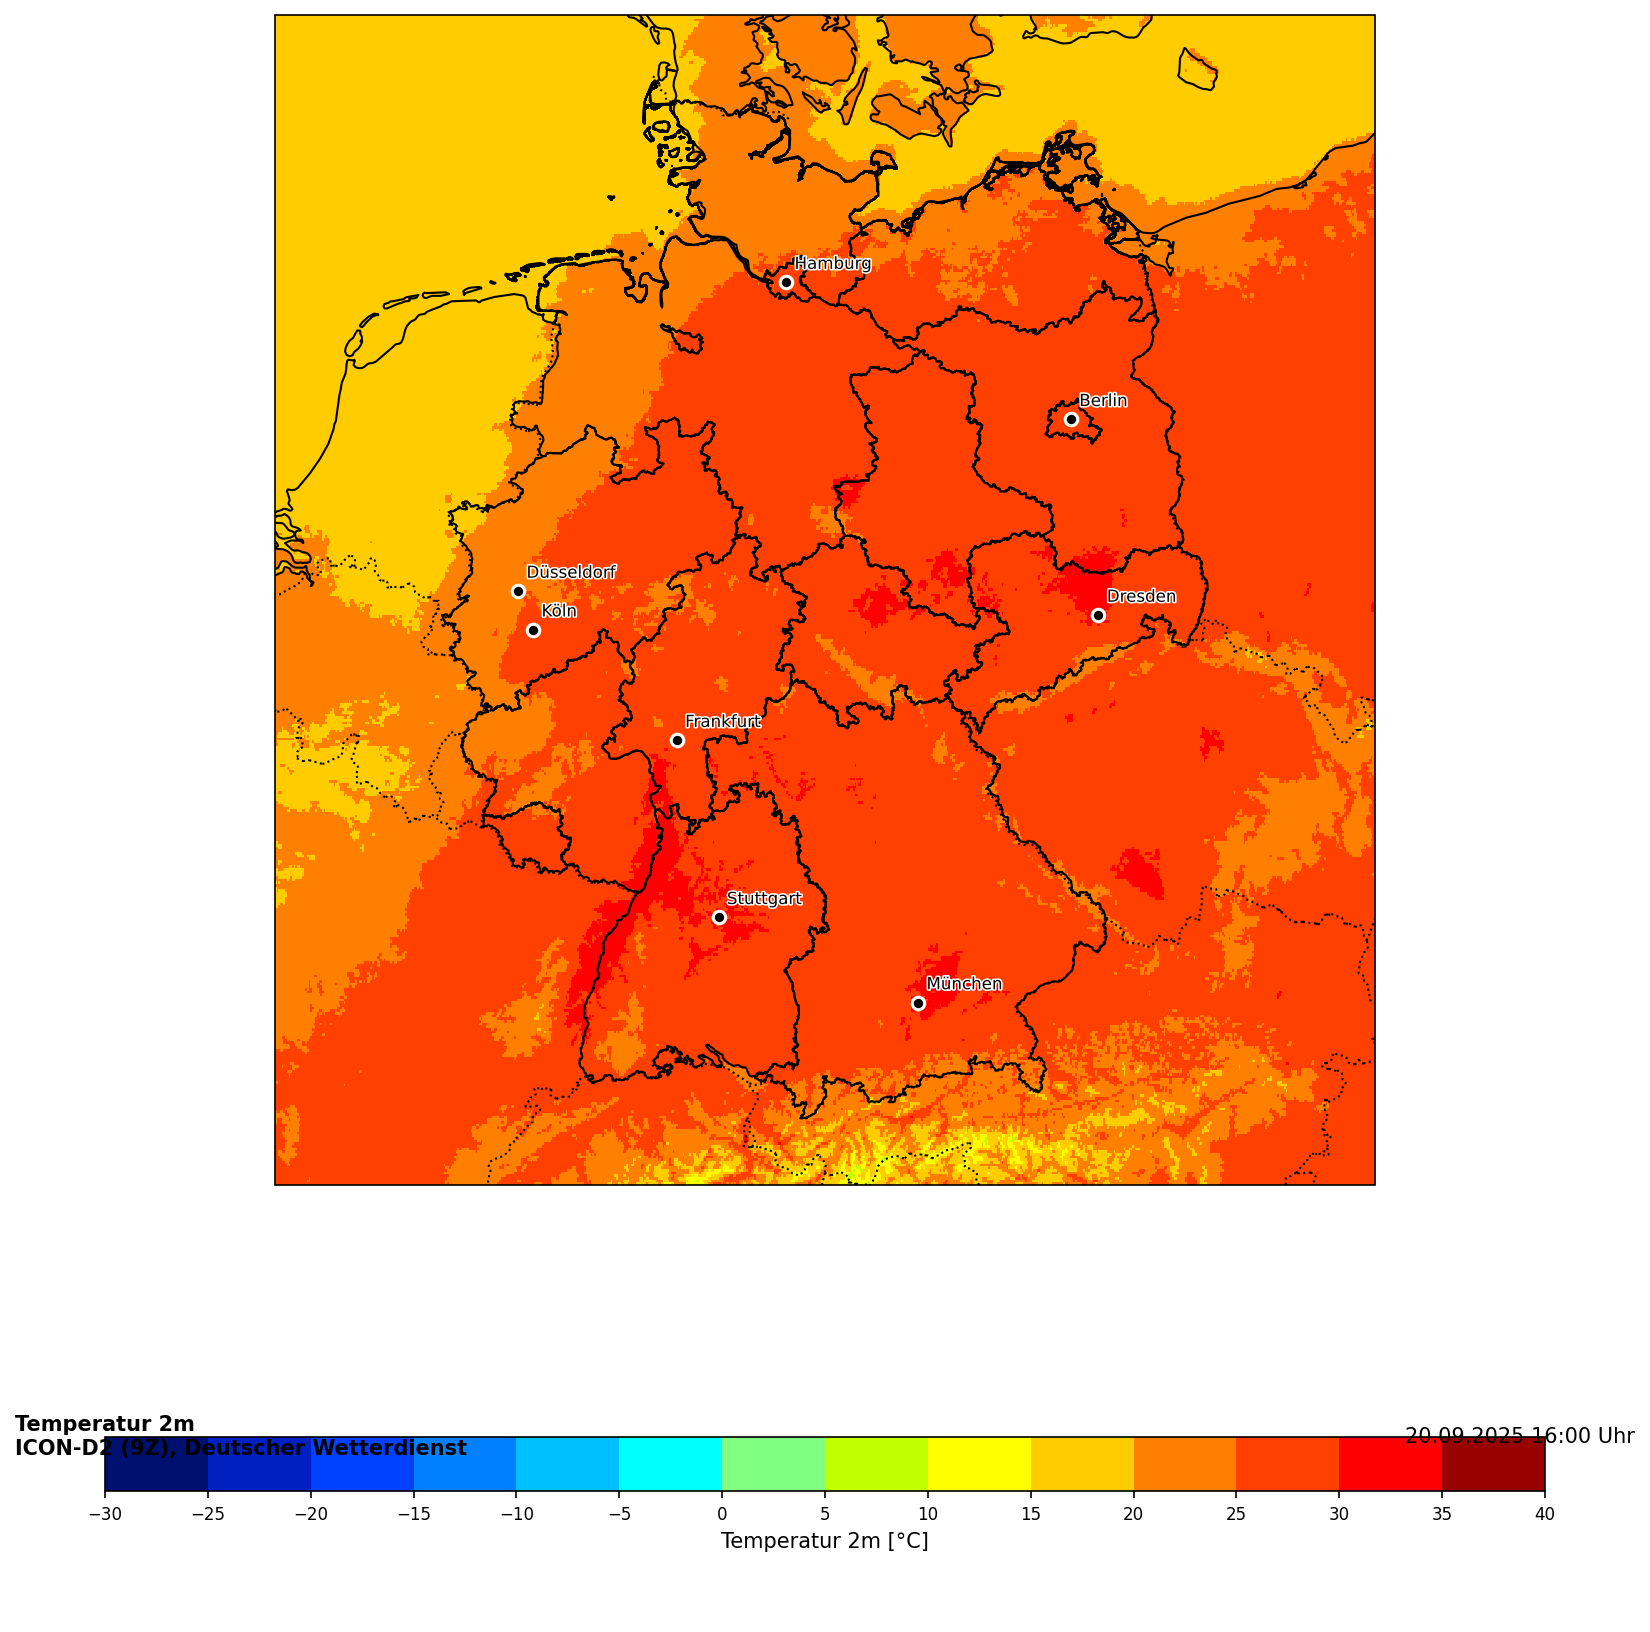 Hamburg
Berlin
Düsseldorf
Köln
Dresden
Frankfurt
Stuttgart
München
Temperatur 2m
ICON-D2 (9Z), Deutscher Wetterdienst
20.09.2025 16:00 Uhr
−30 −25 −20 −15 −10 −5 0 5 10 15 20 25 30 35 40
Temperatur 2m [°C]